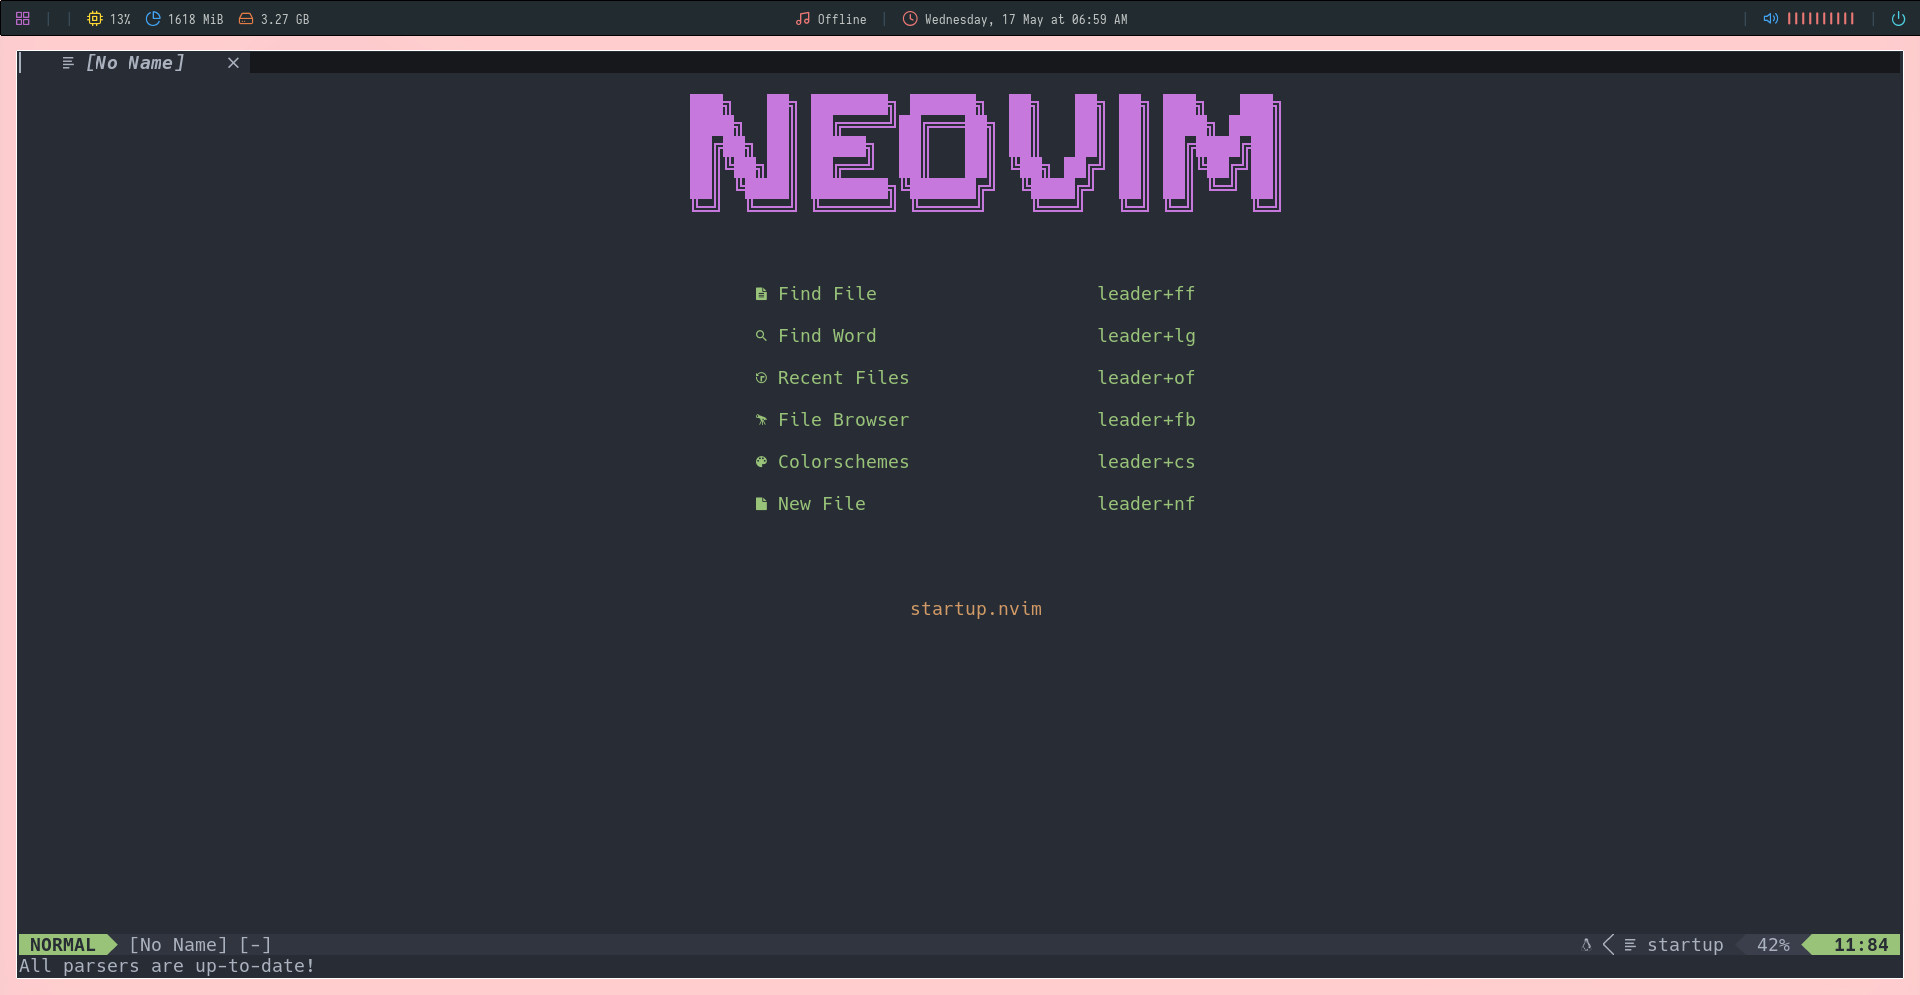 13% 1618 MiB 3.27 GB Offline Wednesday, 17 May at 06:59 AM
[No Name]
NEOVIM
Find File leader+ff
Find Word leader+lg
Recent Files leader+of
File Browser leader+fb
Colorschemes leader+cs
New File leader+nf
startup.nvim
NORMAL [No Name] [-] startup 42% 11:84
All parsers are up-to-date!